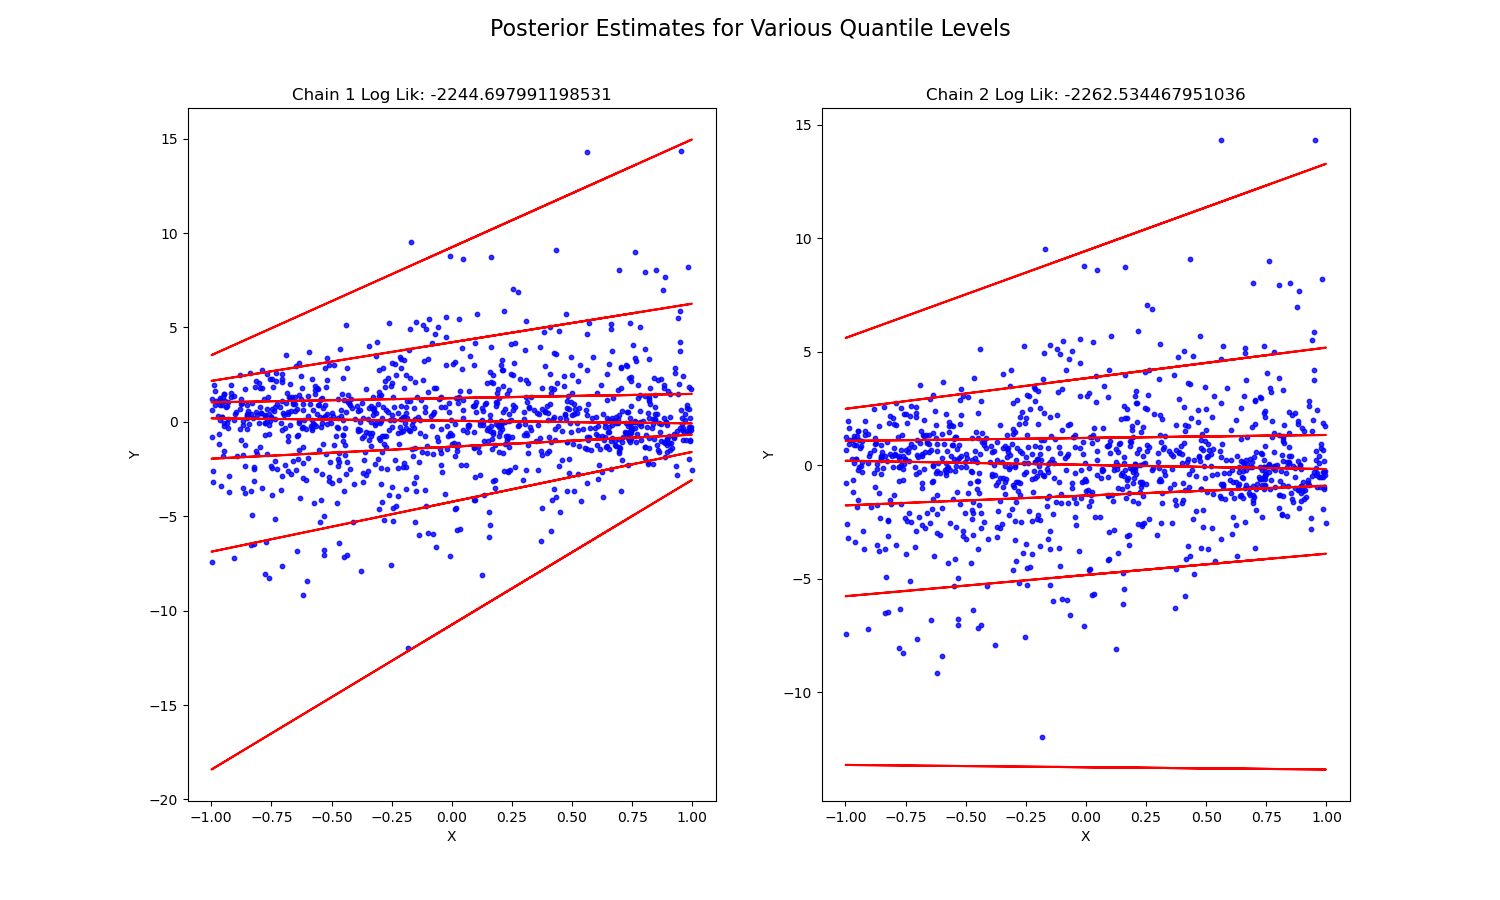 Posterior Estimates for Various Quantile Levels
Chain 1 Log Lik: -2244.697991198531
15
10
5
0
−5
−10
−15
−20
Y
−1.00 −0.75 −0.50 −0.25 0.00 0.25 0.50 0.75 1.00
X
Chain 2 Log Lik: -2262.534467951036
15
10
5
0
−5
−10
Y
−1.00 −0.75 −0.50 −0.25 0.00 0.25 0.50 0.75 1.00
X